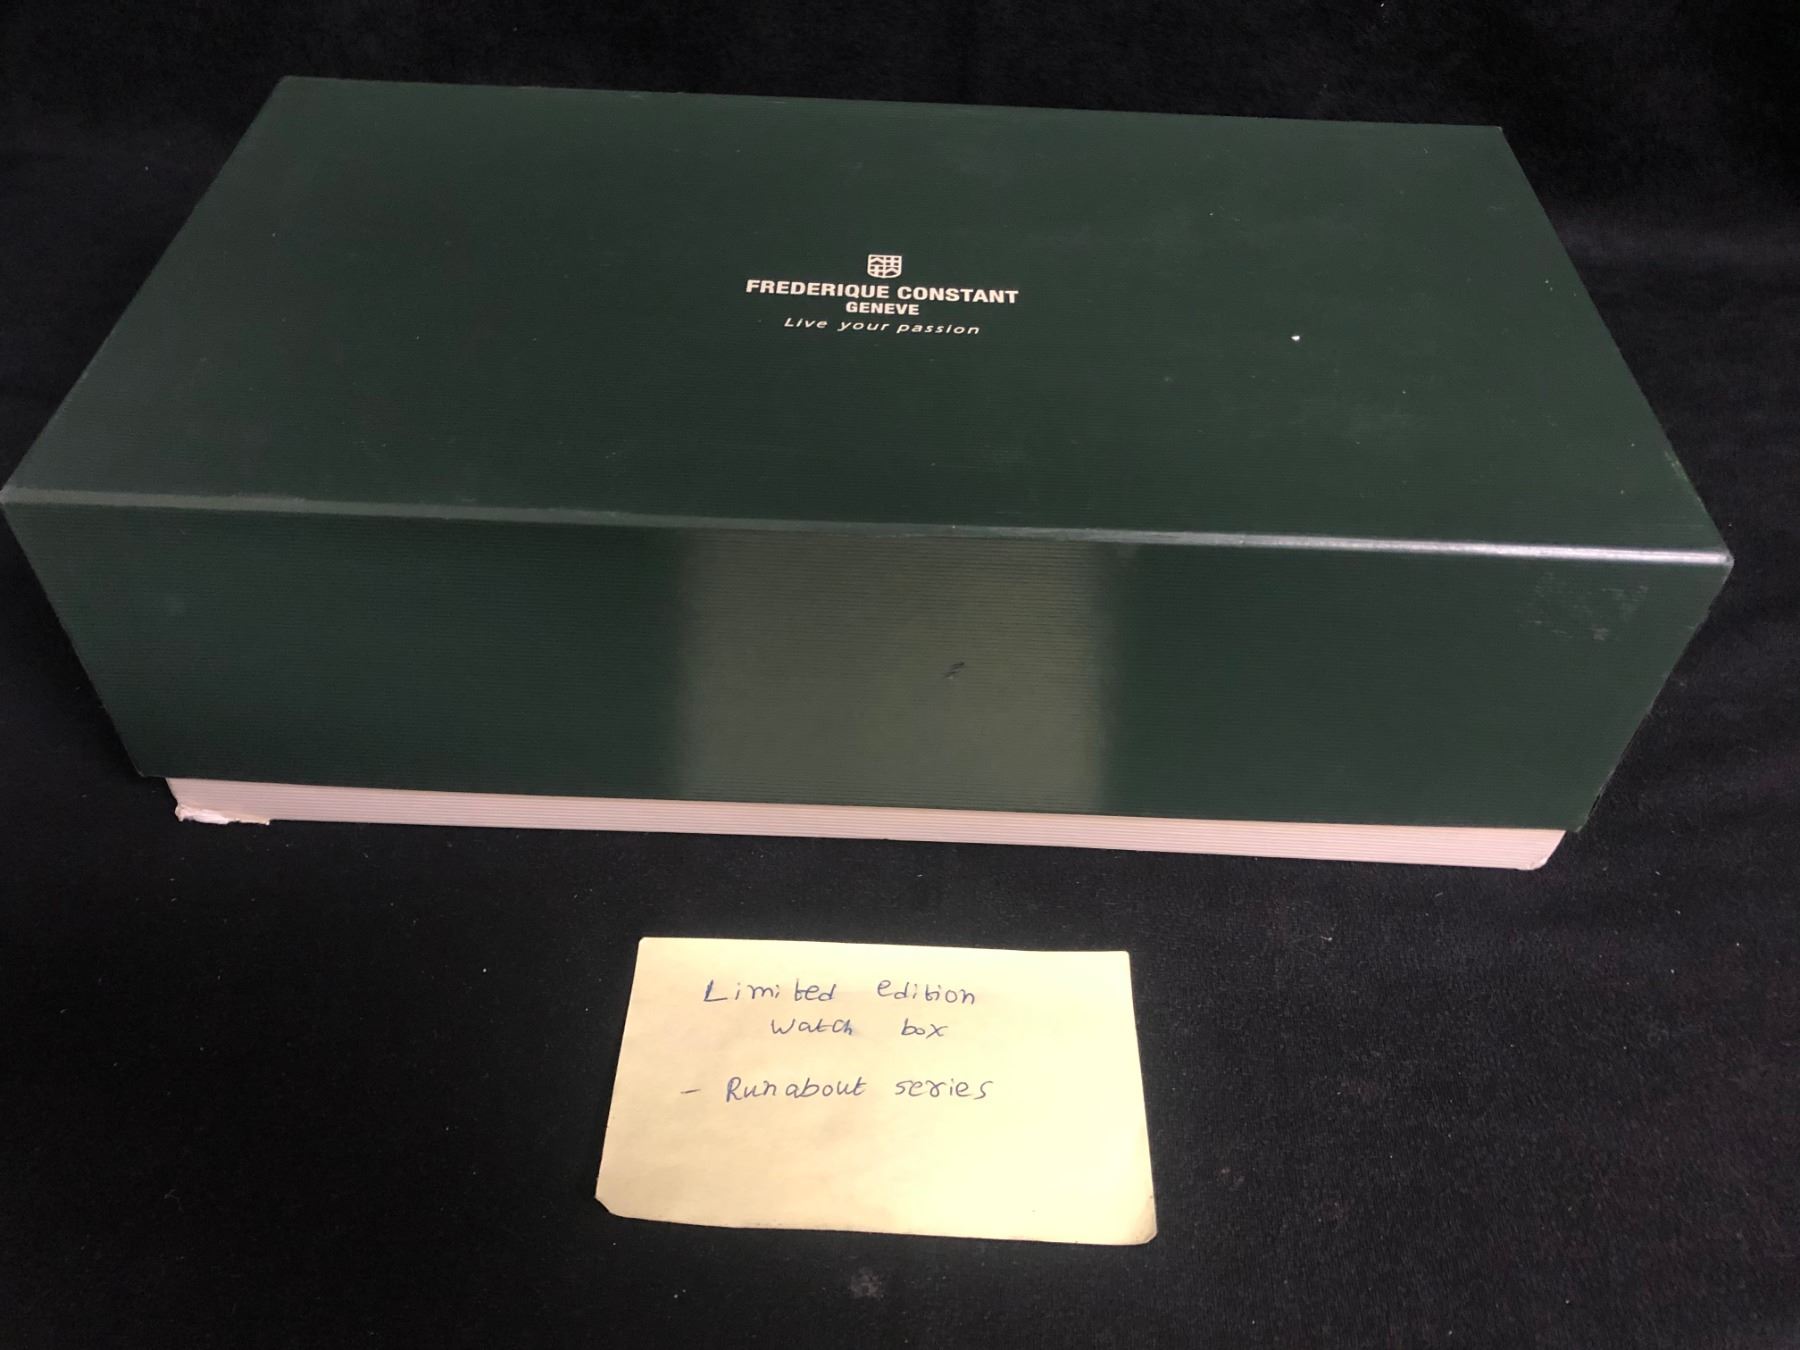 FREDERIQUE CONSTANT
GENEVE
Live your passion
Limited edition
watch box
- Runabout series